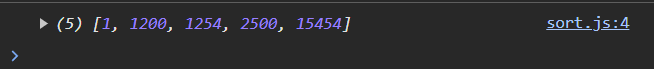 ▶ (5) [1, 1200, 1254, 2500, 15454] sort.js:4
>